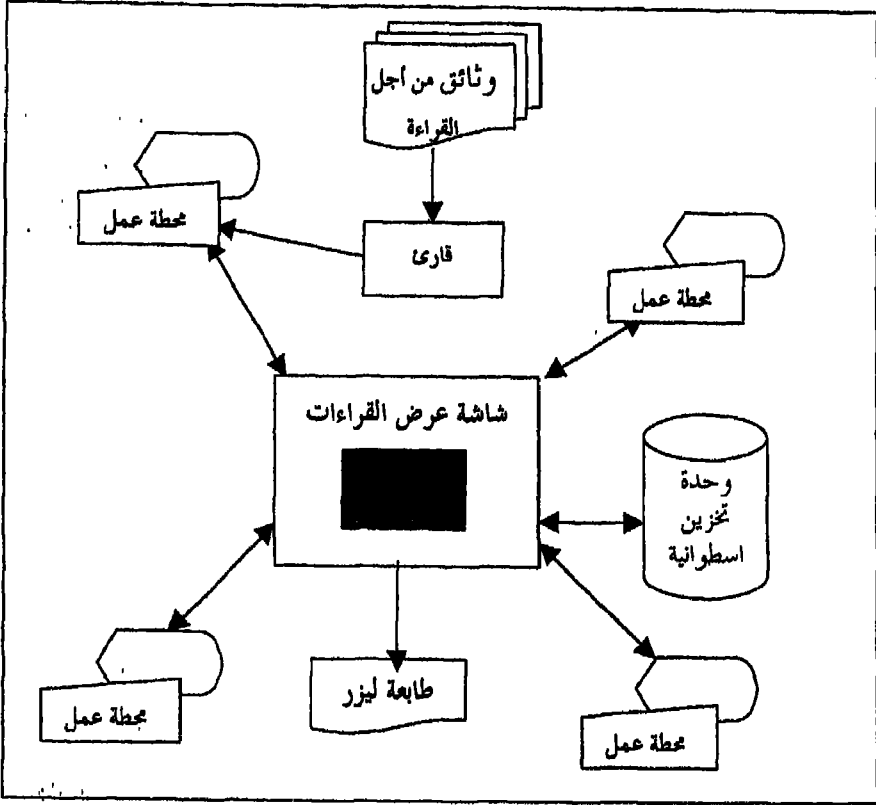 وثائق من أجل
القراءة
محطة عمل
قارئ
محطة عمل
شاشة عرض القراءات
وحدة
تخزين
اسطوانية
محطة عمل
طابعة ليزر
محطة عمل